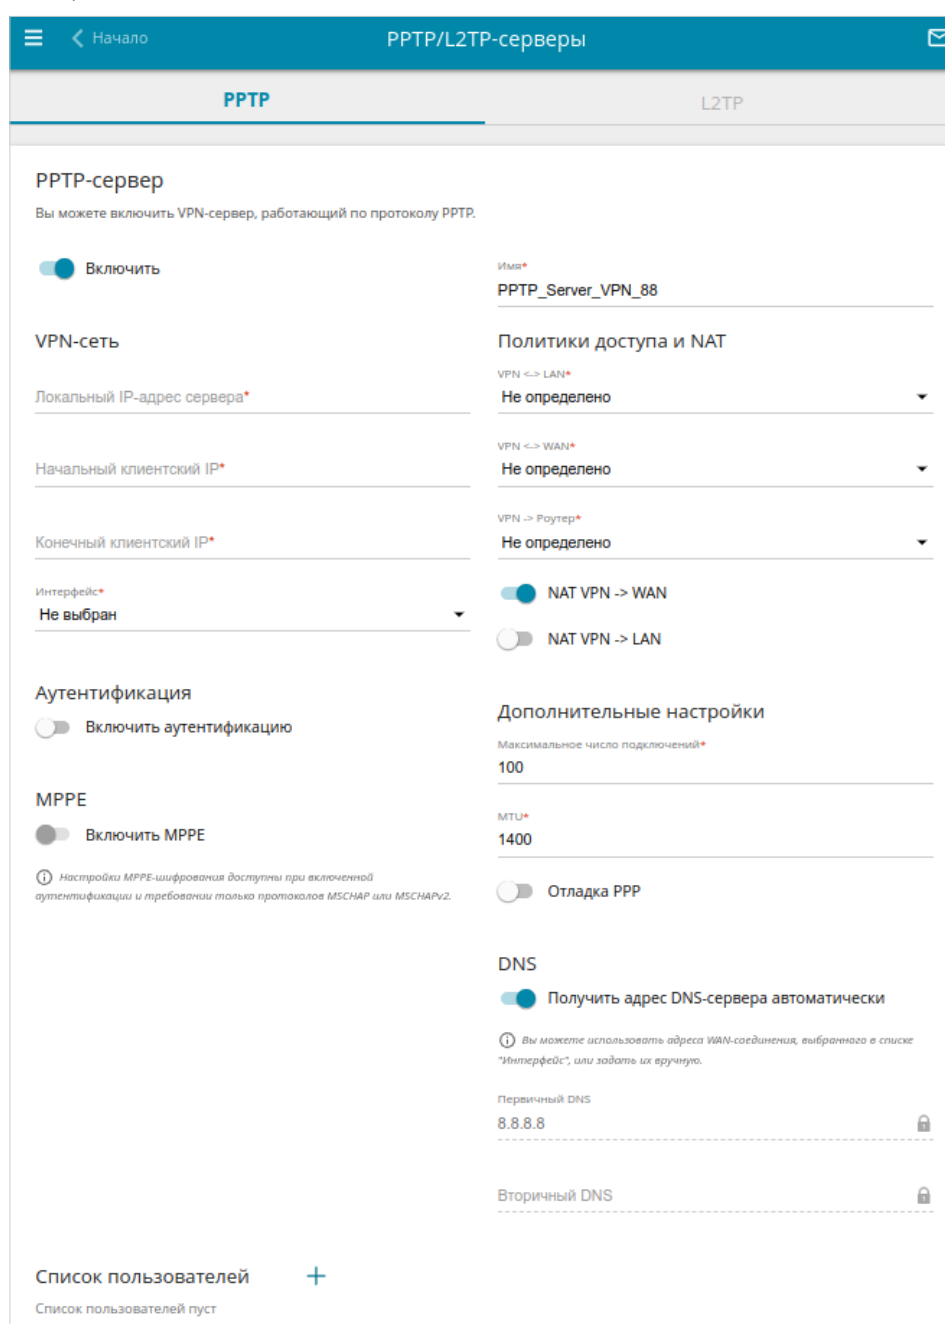 Начало
PPTP/L2TP-серверы
PPTP
L2TP
PPTP-сервер
Вы можете включить VPN-сервер, работающий по протоколу PPTP.
Включить
Имя*
PPTP_Server_VPN_88
VPN-сеть
Локальный IP-адрес сервера*
Начальный клиентский IP*
Конечный клиентский IP*
Интерфейс*
Не выбран
Политики доступа и NAT
VPN <-> LAN*
Не определено
VPN <-> WAN*
Не определено
VPN -> Роутер*
Не определено
NAT VPN -> WAN
NAT VPN -> LAN
Аутентификация
Включить аутентификацию
MPPE
Включить MPPE
Настройки MPPE-шифрования доступны при включенной
аутентификации и требовании только протоколов MSCHAP или MSCHAPv2.
Дополнительные настройки
Максимальное число подключений*
100
MTU*
1400
Отладка PPP
DNS
Получить адрес DNS-сервера автоматически
Вы можете использовать адреса WAN-соединения, выбранного в списке
"Интерфейс", или задать их вручную.
Первичный DNS
8.8.8.8
Вторичный DNS
Список пользователей
Список пользователей пуст